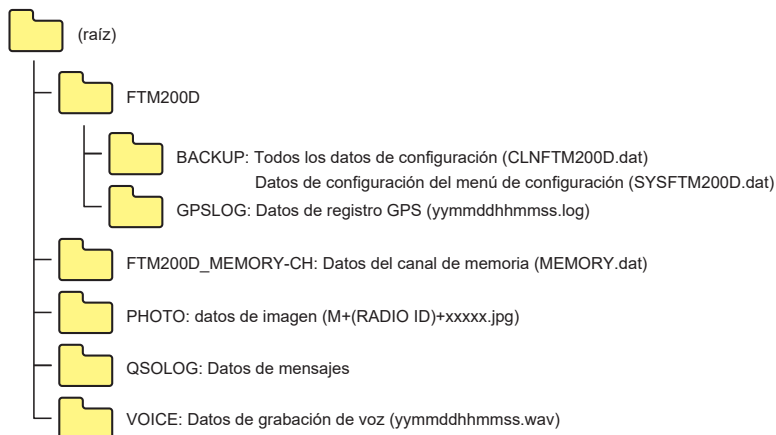 (raíz)
FTM200D
BACKUP: Todos los datos de configuración (CLNFTM200D.dat)
Datos de configuración del menú de configuración (SYSFTM200D.dat)
GPSLOG: Datos de registro GPS (yymmddhhmmss.log)
FTM200D_MEMORY-CH: Datos del canal de memoria (MEMORY.dat)
PHOTO: datos de imagen (M+(RADIO ID)+xxxxx.jpg)
QSOLOG: Datos de mensajes
VOICE: Datos de grabación de voz (yymmddhhmmss.wav)